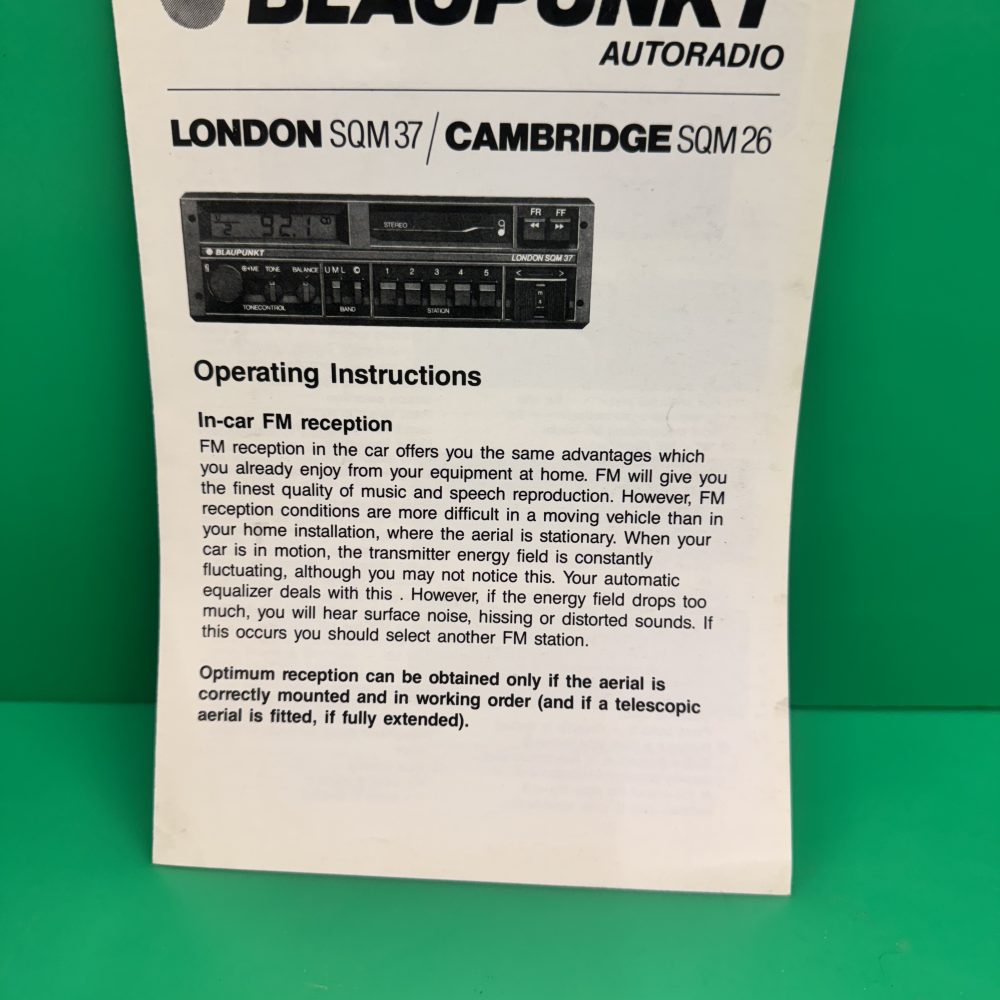 BLAUPUNKT
AUTORADIO
LONDON SQM 37 / CAMBRIDGE SQM 26
92.1
STEREO
FR FF
BLAUPUNKT
LONDON SQM 37
TONE BALANCE U M L 1 2 3 4 5 < >
TONECONTROL BAND STATION
Operating Instructions
In-car FM reception
FM reception in the car offers you the same advantages which
you already enjoy from your equipment at home. FM will give you
the finest quality of music and speech reproduction. However, FM
reception conditions are more difficult in a moving vehicle than in
your home installation, where the aerial is stationary. When your
car is in motion, the transmitter energy field is constantly
fluctuating, although you may not notice this. Your automatic
equalizer deals with this . However, if the energy field drops too
much, you will hear surface noise, hissing or distorted sounds. If
this occurs you should select another FM station.
Optimum reception can be obtained only if the aerial is
correctly mounted and in working order (and if a telescopic
aerial is fitted, if fully extended).